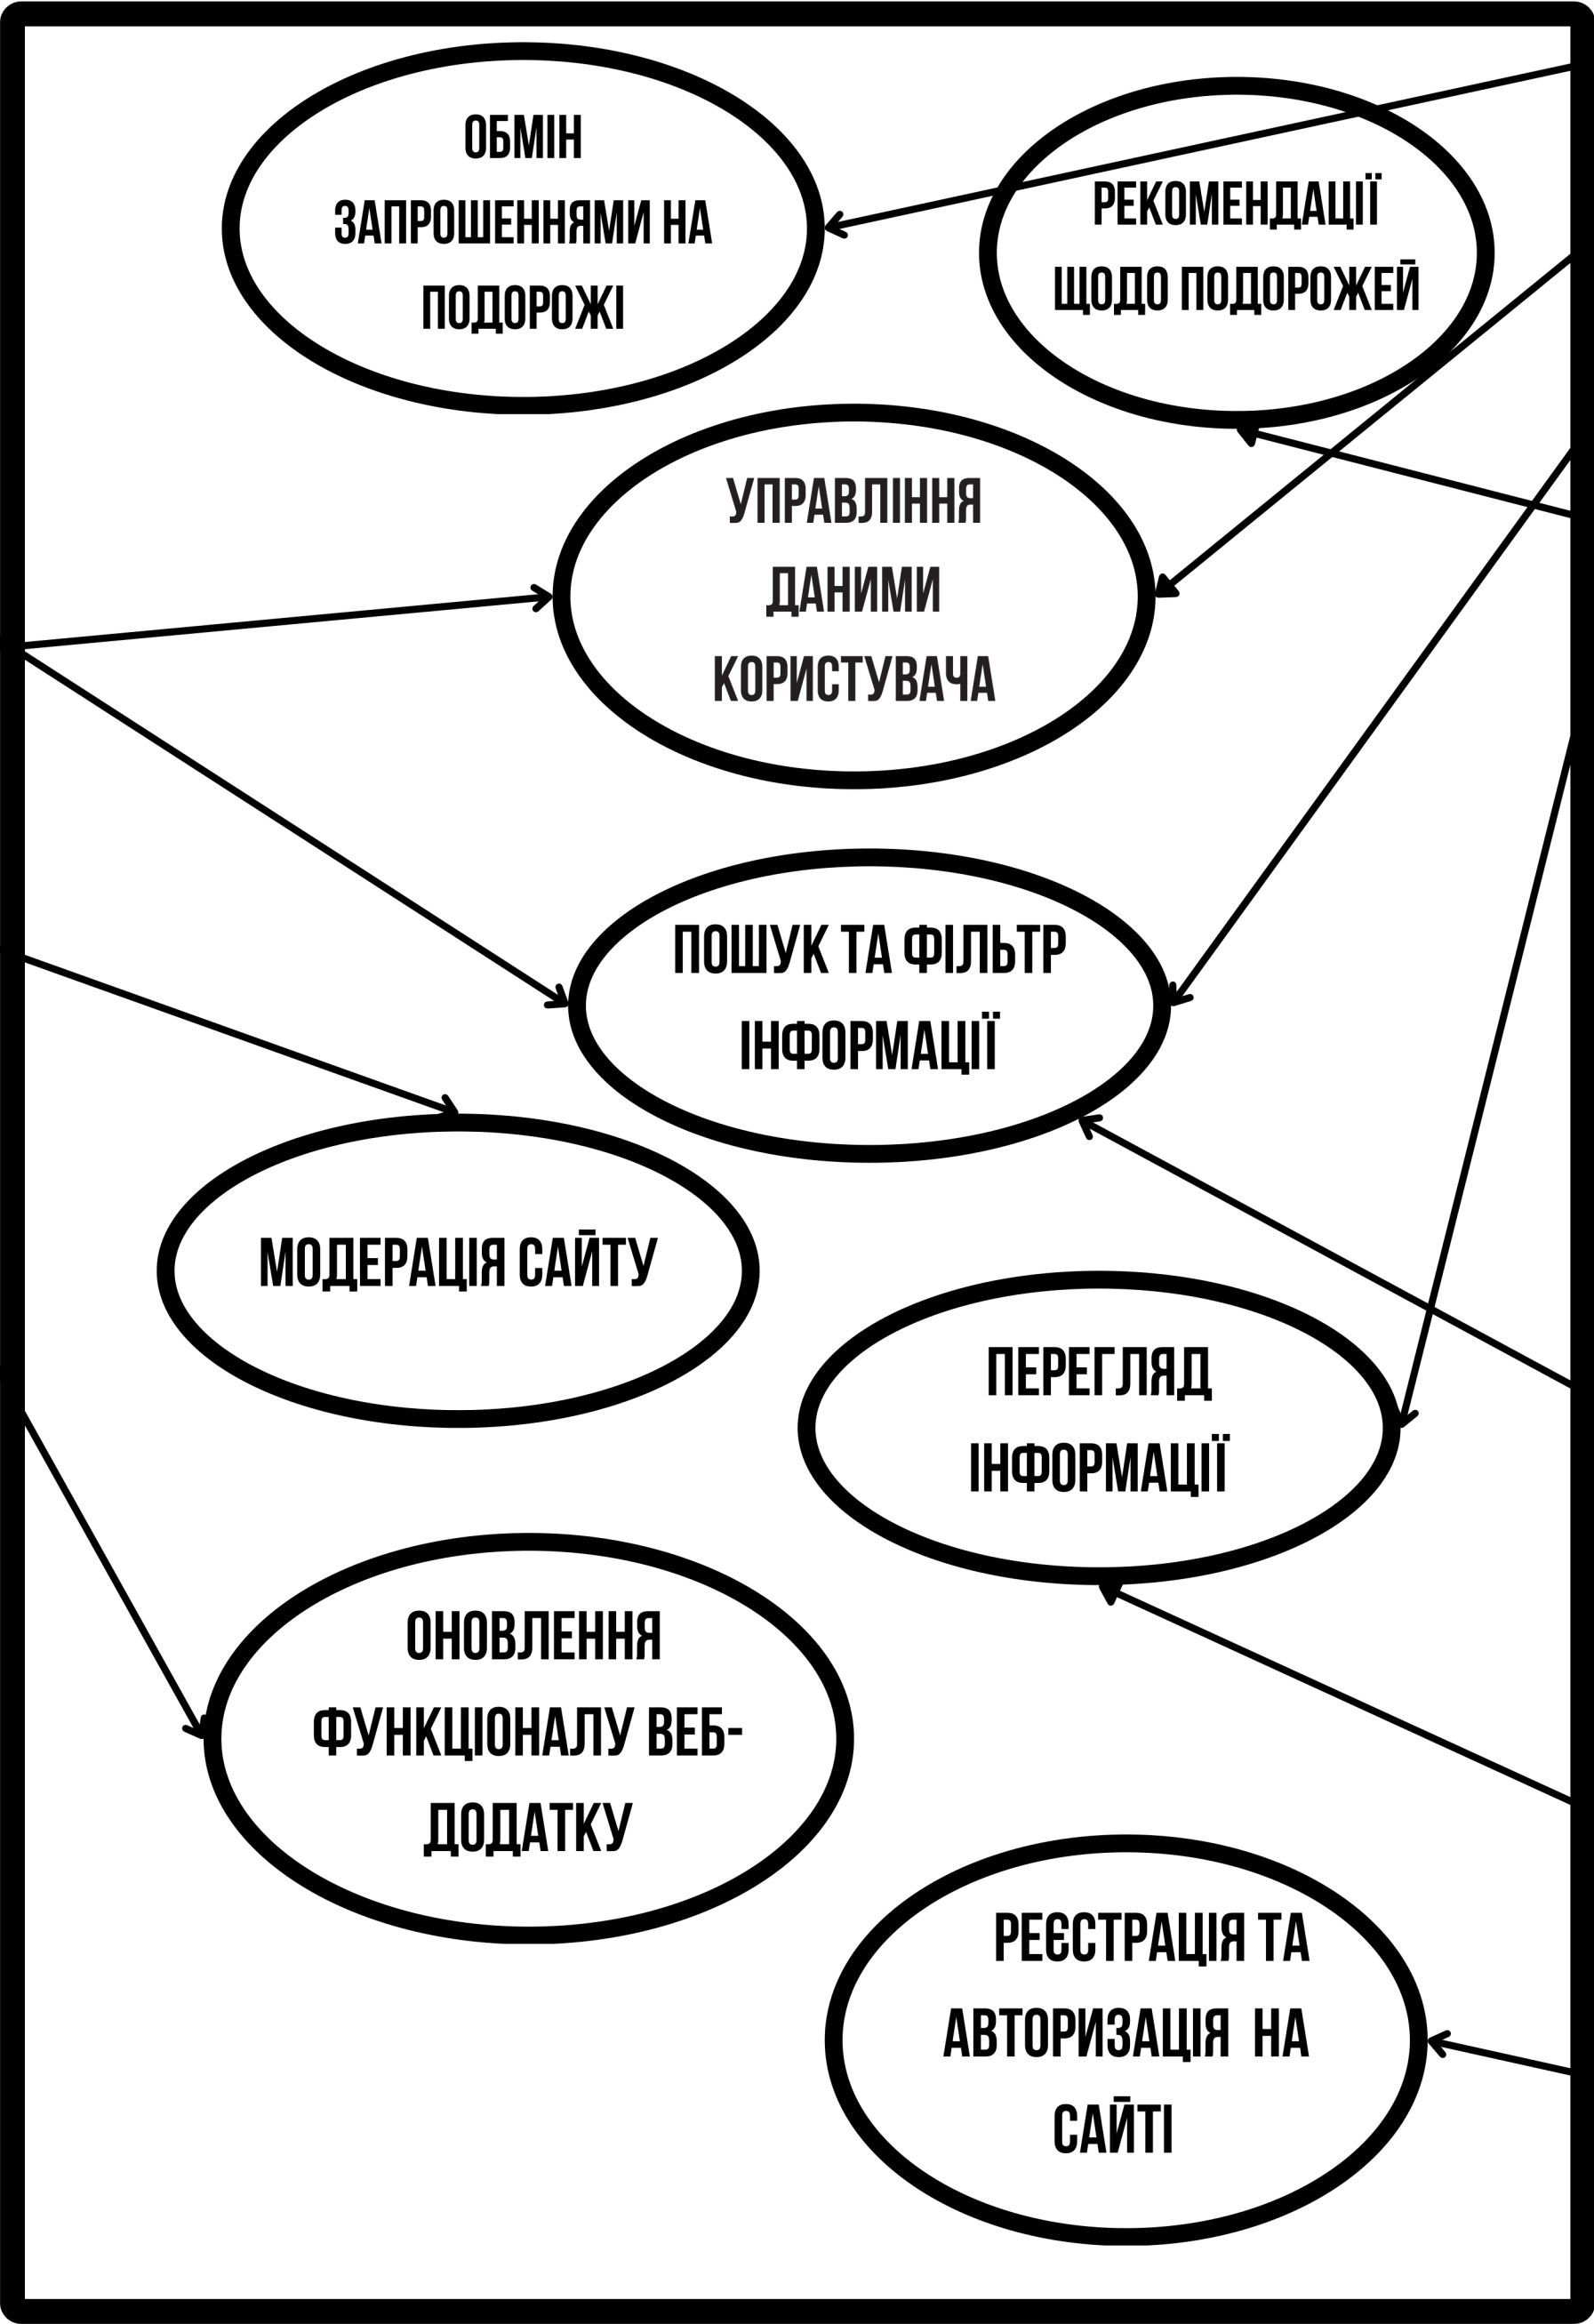 ОБМІН
ЗАПРОШЕННЯМИ НА
ПОДОРОЖІ
РЕКОМЕНДАЦІЇ
ЩОДО ПОДОРОЖЕЙ
УПРАВЛІННЯ
ДАНИМИ
КОРИСТУВАЧА
ПОШУК ТА ФІЛЬТР
ІНФОРМАЦІЇ
МОДЕРАЦІЯ САЙТУ
ПЕРЕГЛЯД
ІНФОРМАЦІЇ
ОНОВЛЕННЯ
ФУНКЦІОНАЛУ ВЕБ-
ДОДАТКУ
РЕЄСТРАЦІЯ ТА
АВТОРИЗАЦІЯ НА
САЙТІ